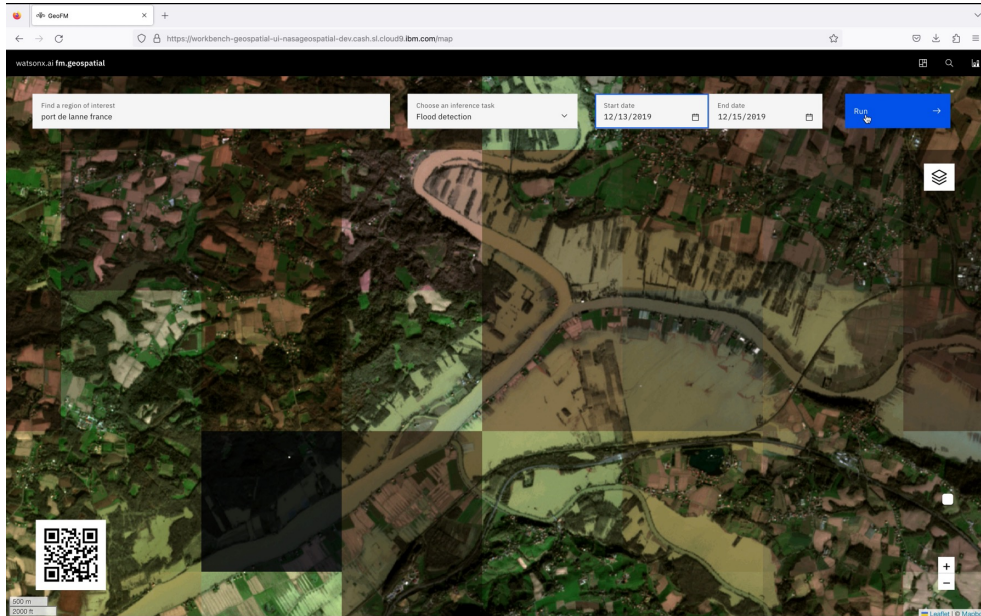 GeoFM
https://workbench-geospatial-ui-nasageospatial-dev.cash.sl.cloud9.ibm.com/map
watsonx.ai fm.geospatial
Find a region of interest
port de lanne france
Choose an inference task
Flood detection
Start date
12/13/2019
End date
12/15/2019
Run
500 m
2000 ft
Leaflet | © Mapbo